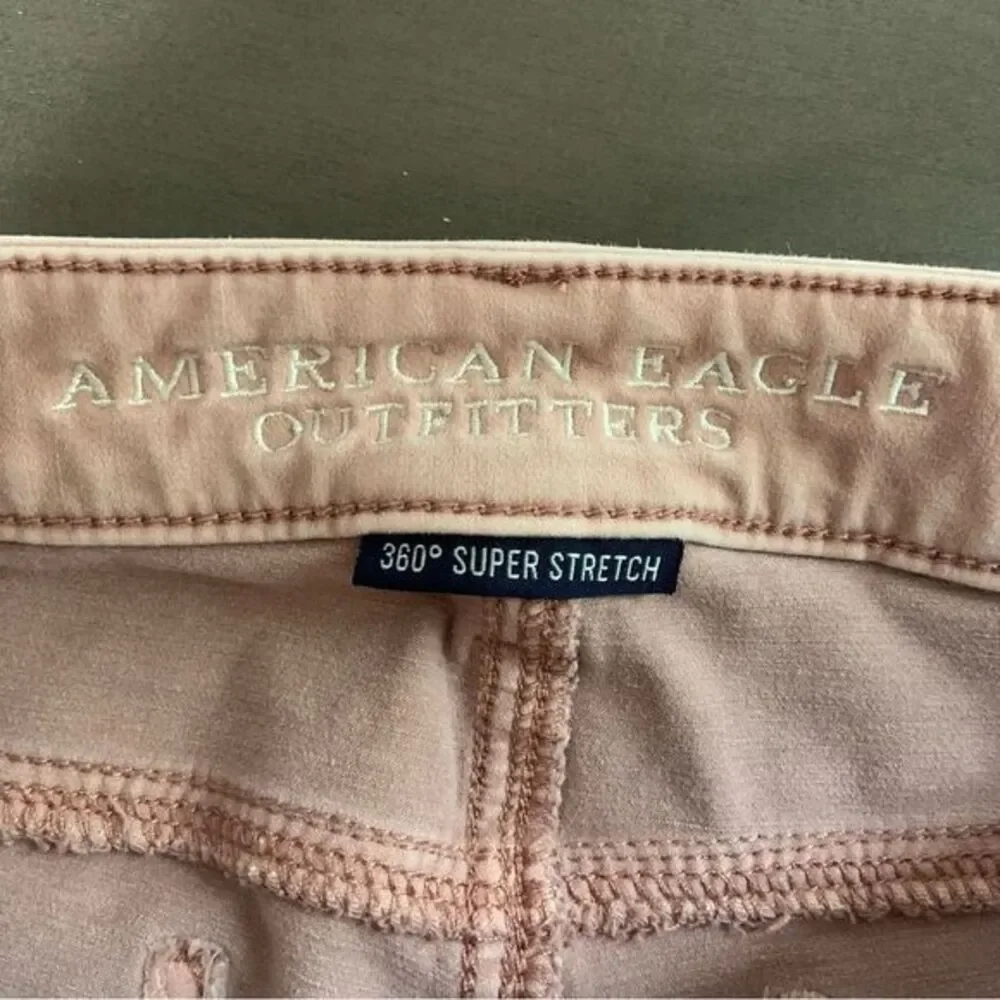 AMERICAN EAGLE
OUTFITTERS
360° SUPER STRETCH